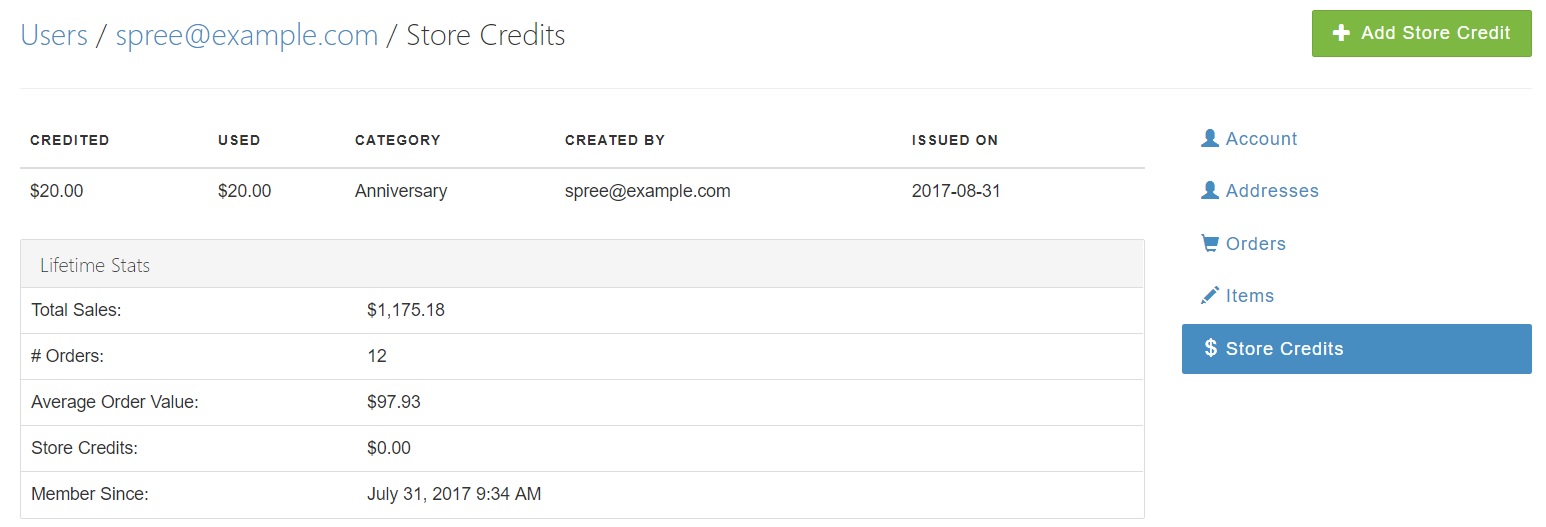 Users / spree@example.com / Store Credits
Add Store Credit
CREDITED USED CATEGORY CREATED BY ISSUED ON
$20.00 $20.00 Anniversary spree@example.com 2017-08-31
Lifetime Stats
Total Sales: $1,175.18
# Orders: 12
Average Order Value: $97.93
Store Credits: $0.00
Member Since: July 31, 2017 9:34 AM
Account
Addresses
Orders
Items
$ Store Credits